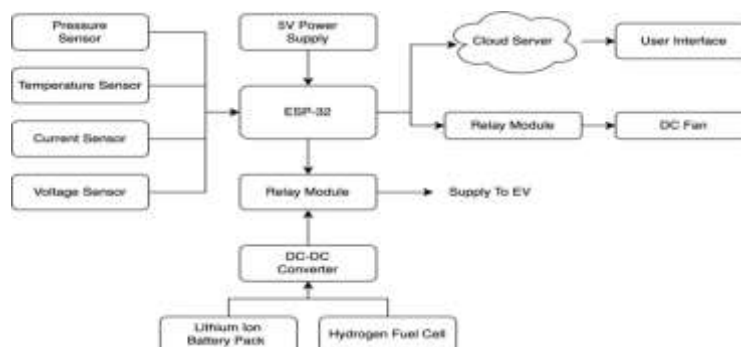 Pressure
Sensor
5V Power
Supply
Cloud Server
User Interface
Temperature Sensor
ESP-32
Current Sensor
Relay Module
DC Fan
Voltage Sensor
Relay Module
Supply To EV
DC-DC
Converter
Lithium Ion
Battery Pack
Hydrogen Fuel Cell